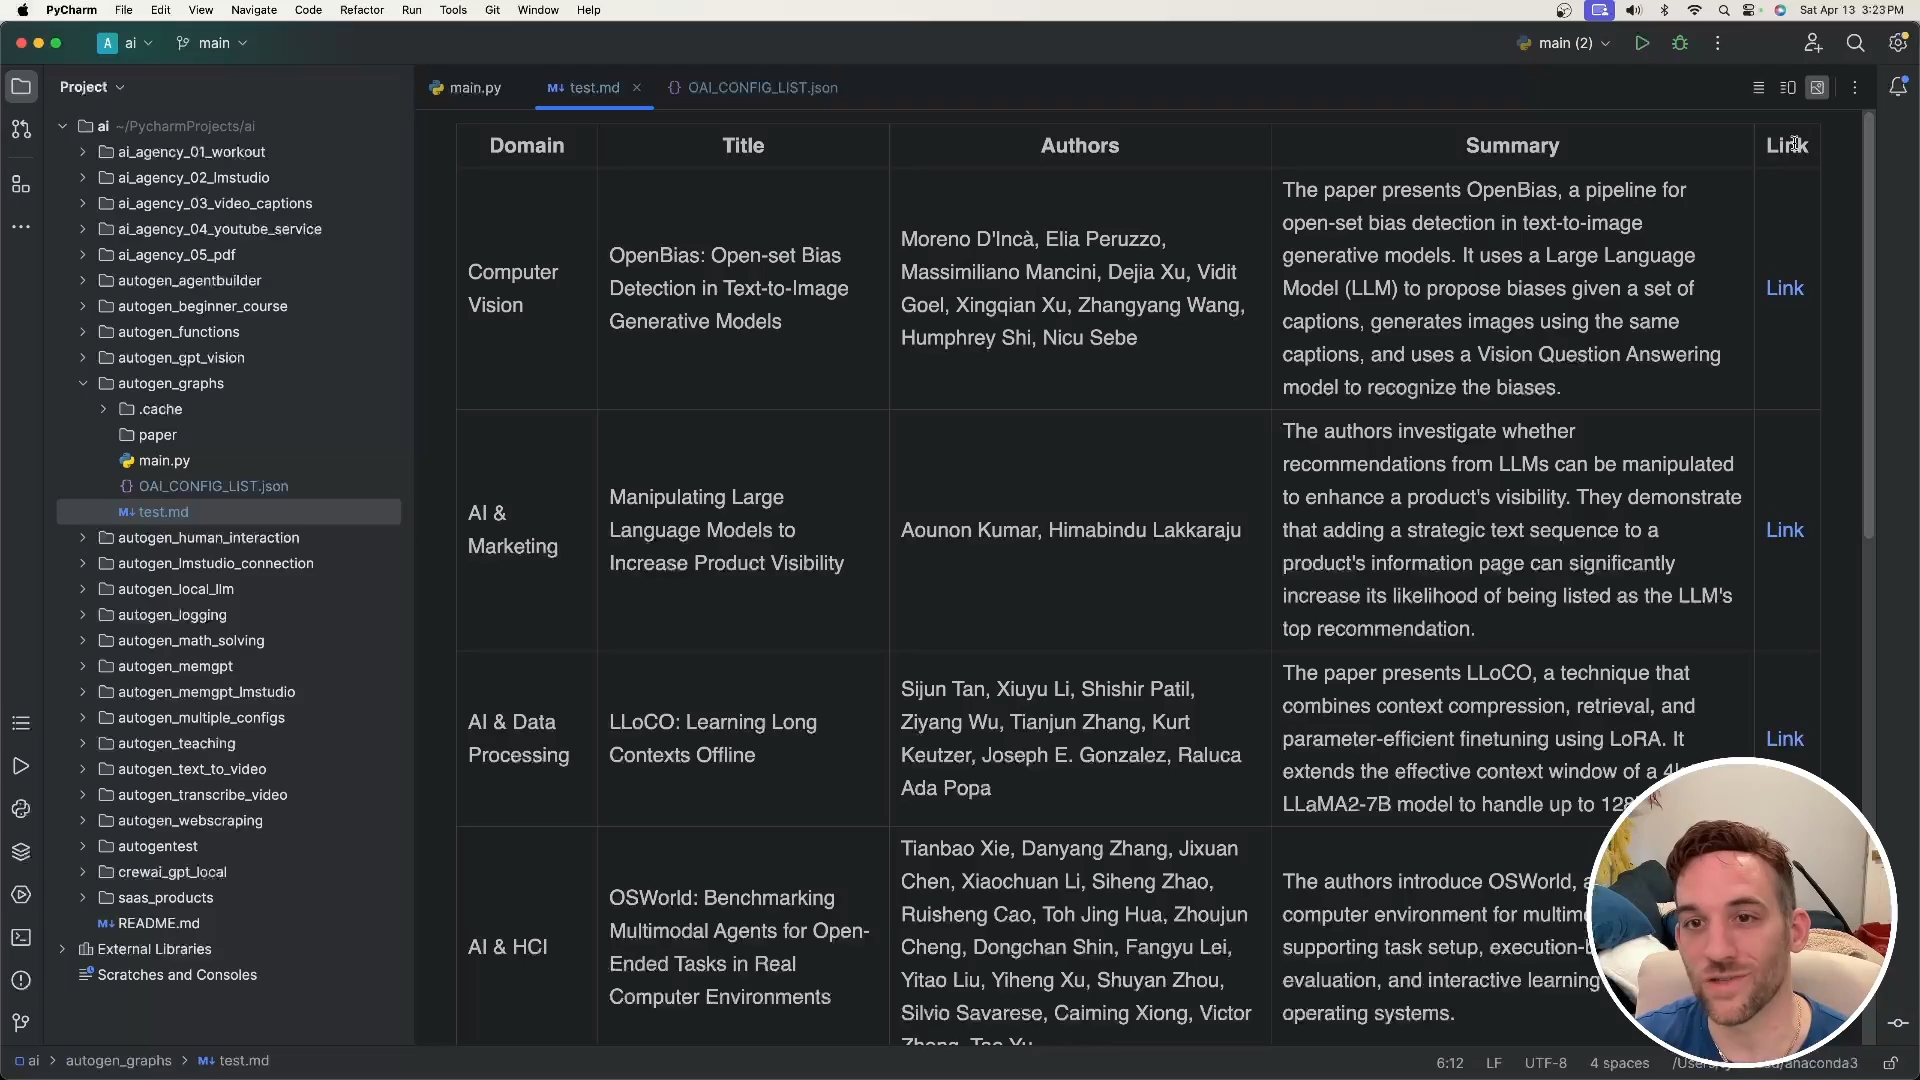 PyCharm File Edit View Navigate Code Refactor Run Tools Git Window Help Sat Apr 13 3:23 PM
A ai main main (2)
Project
main.py test.md OAI_CONFIG_LIST.json
ai ~/PycharmProjects/ai
ai_agency_01_workout
ai_agency_02_lmstudio
ai_agency_03_video_captions
ai_agency_04_youtube_service
ai_agency_05_pdf
autogen_agentbuilder
autogen_beginner_course
autogen_functions
autogen_gpt_vision
autogen_graphs
.cache
paper
main.py
OAI_CONFIG_LIST.json
test.md
autogen_human_interaction
autogen_lmstudio_connection
autogen_local_llm
autogen_logging
autogen_math_solving
autogen_memgpt
autogen_memgpt_lmstudio
autogen_multiple_configs
autogen_teaching
autogen_text_to_video
autogen_transcribe_video
autogen_webscraping
autogentest
crewai_gpt_local
saas_products
README.md
External Libraries
Scratches and Consoles
Domain Title Authors Summary Link
Computer
Vision
OpenBias: Open-set Bias
Detection in Text-to-Image
Generative Models
Moreno D'Incà, Elia Peruzzo,
Massimiliano Mancini, Dejia Xu, Vidit
Goel, Xingqian Xu, Zhangyang Wang,
Humphrey Shi, Nicu Sebe
The paper presents OpenBias, a pipeline for
open-set bias detection in text-to-image
generative models. It uses a Large Language
Model (LLM) to propose biases given a set of
captions, generates images using the same
captions, and uses a Vision Question Answering
model to recognize the biases.
Link
AI &
Marketing
Manipulating Large
Language Models to
Increase Product Visibility
Aounon Kumar, Himabindu Lakkaraju
The authors investigate whether
recommendations from LLMs can be manipulated
to enhance a product's visibility. They demonstrate
that adding a strategic text sequence to a
product's information page can significantly
increase its likelihood of being listed as the LLM's
top recommendation.
Link
AI & Data
Processing
LLoCO: Learning Long
Contexts Offline
Sijun Tan, Xiuyu Li, Shishir Patil,
Ziyang Wu, Tianjun Zhang, Kurt
Keutzer, Joseph E. Gonzalez, Raluca
Ada Popa
The paper presents LLoCO, a technique that
combines context compression, retrieval, and
parameter-efficient finetuning using LoRA. It
extends the effective context window of a
LLaMA2-7B model to handle up to
Link
AI & HCI
OSWorld: Benchmarking
Multimodal Agents for Open-
Ended Tasks in Real
Computer Environments
Tianbao Xie, Danyang Zhang, Jixuan
Chen, Xiaochuan Li, Siheng Zhao,
Ruisheng Cao, Toh Jing Hua, Zhoujun
Cheng, Dongchan Shin, Fangyu Lei,
Yitao Liu, Yiheng Xu, Shuyan Zhou,
Silvio Savarese, Caiming Xiong, Victor
The authors introduce OSWorld,
computer environment for
supporting task setup,
evaluation, and interactive learning
operating systems.
ai autogen_graphs test.md
6:12 LF UTF-8 4 spaces